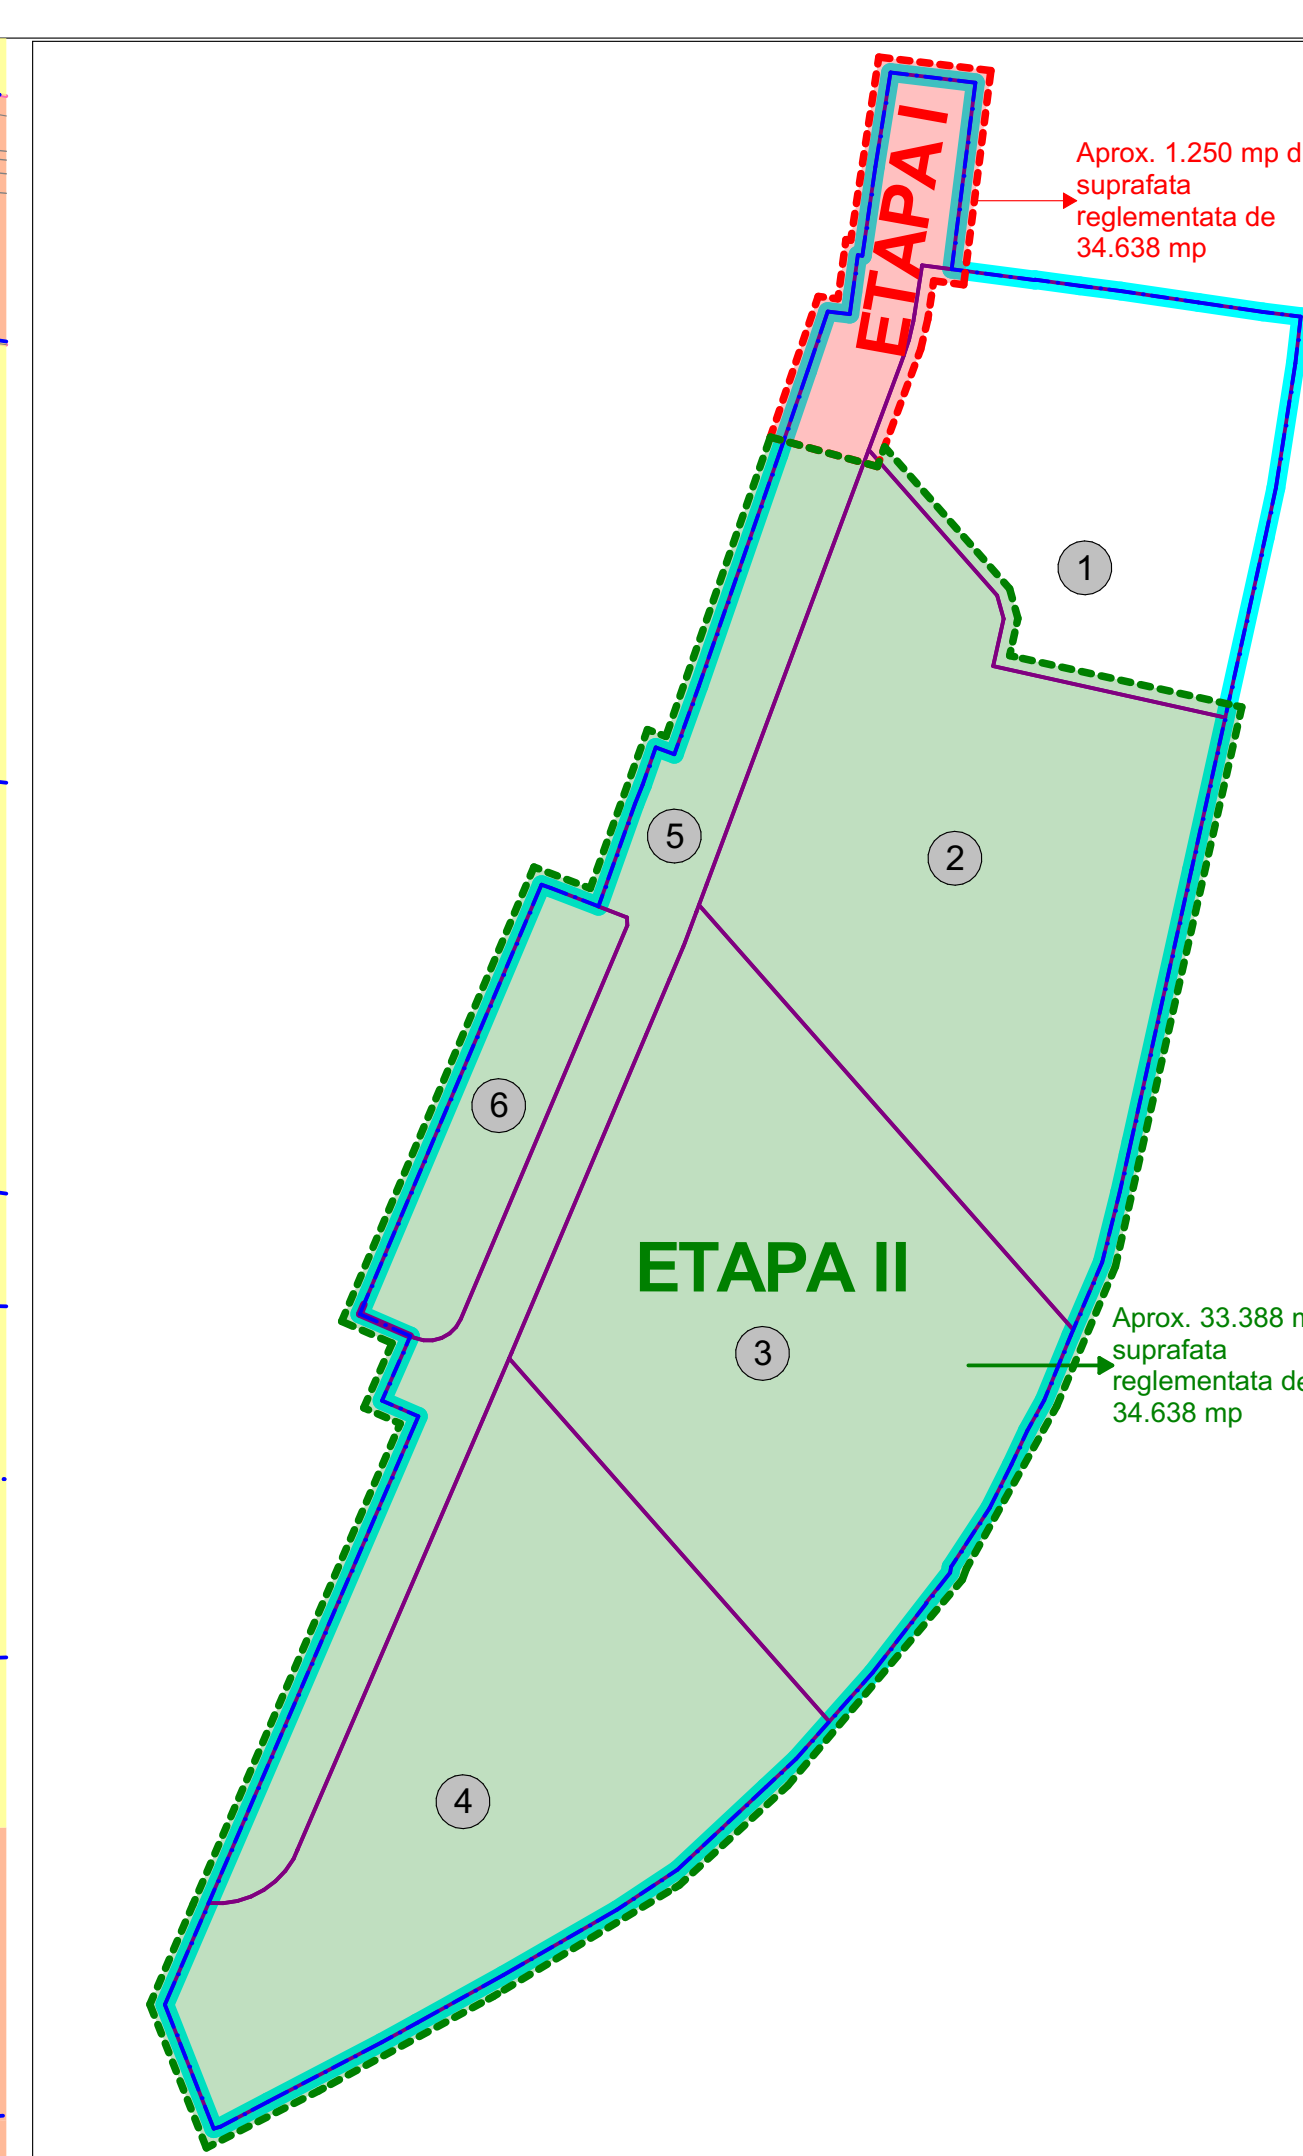 ETAPA I
Aprox. 1.250 mp d
suprafata
reglementata de
34.638 mp
1
5
2
6
ETAPA II
3
Aprox. 33.388 m
suprafata
reglementata de
34.638 mp
4